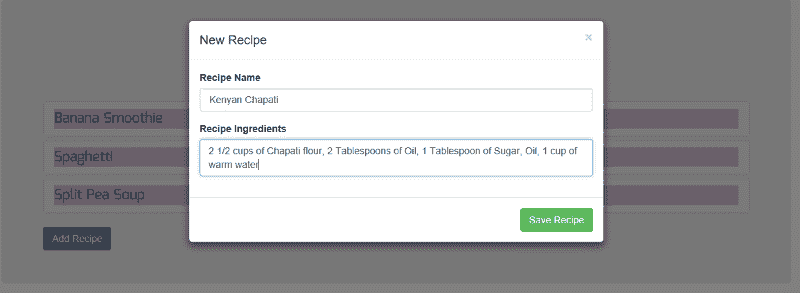 New Recipe ×
Recipe Name
Kenyan Chapati
Recipe Ingredients
2 1/2 cups of Chapati flour, 2 Tablespoons of Oil, 1 Tablespoon of Sugar, Oil, 1 cup of
warm water
Save Recipe
Banana Smoothie
Spaghetti
Split Pea Soup
Add Recipe